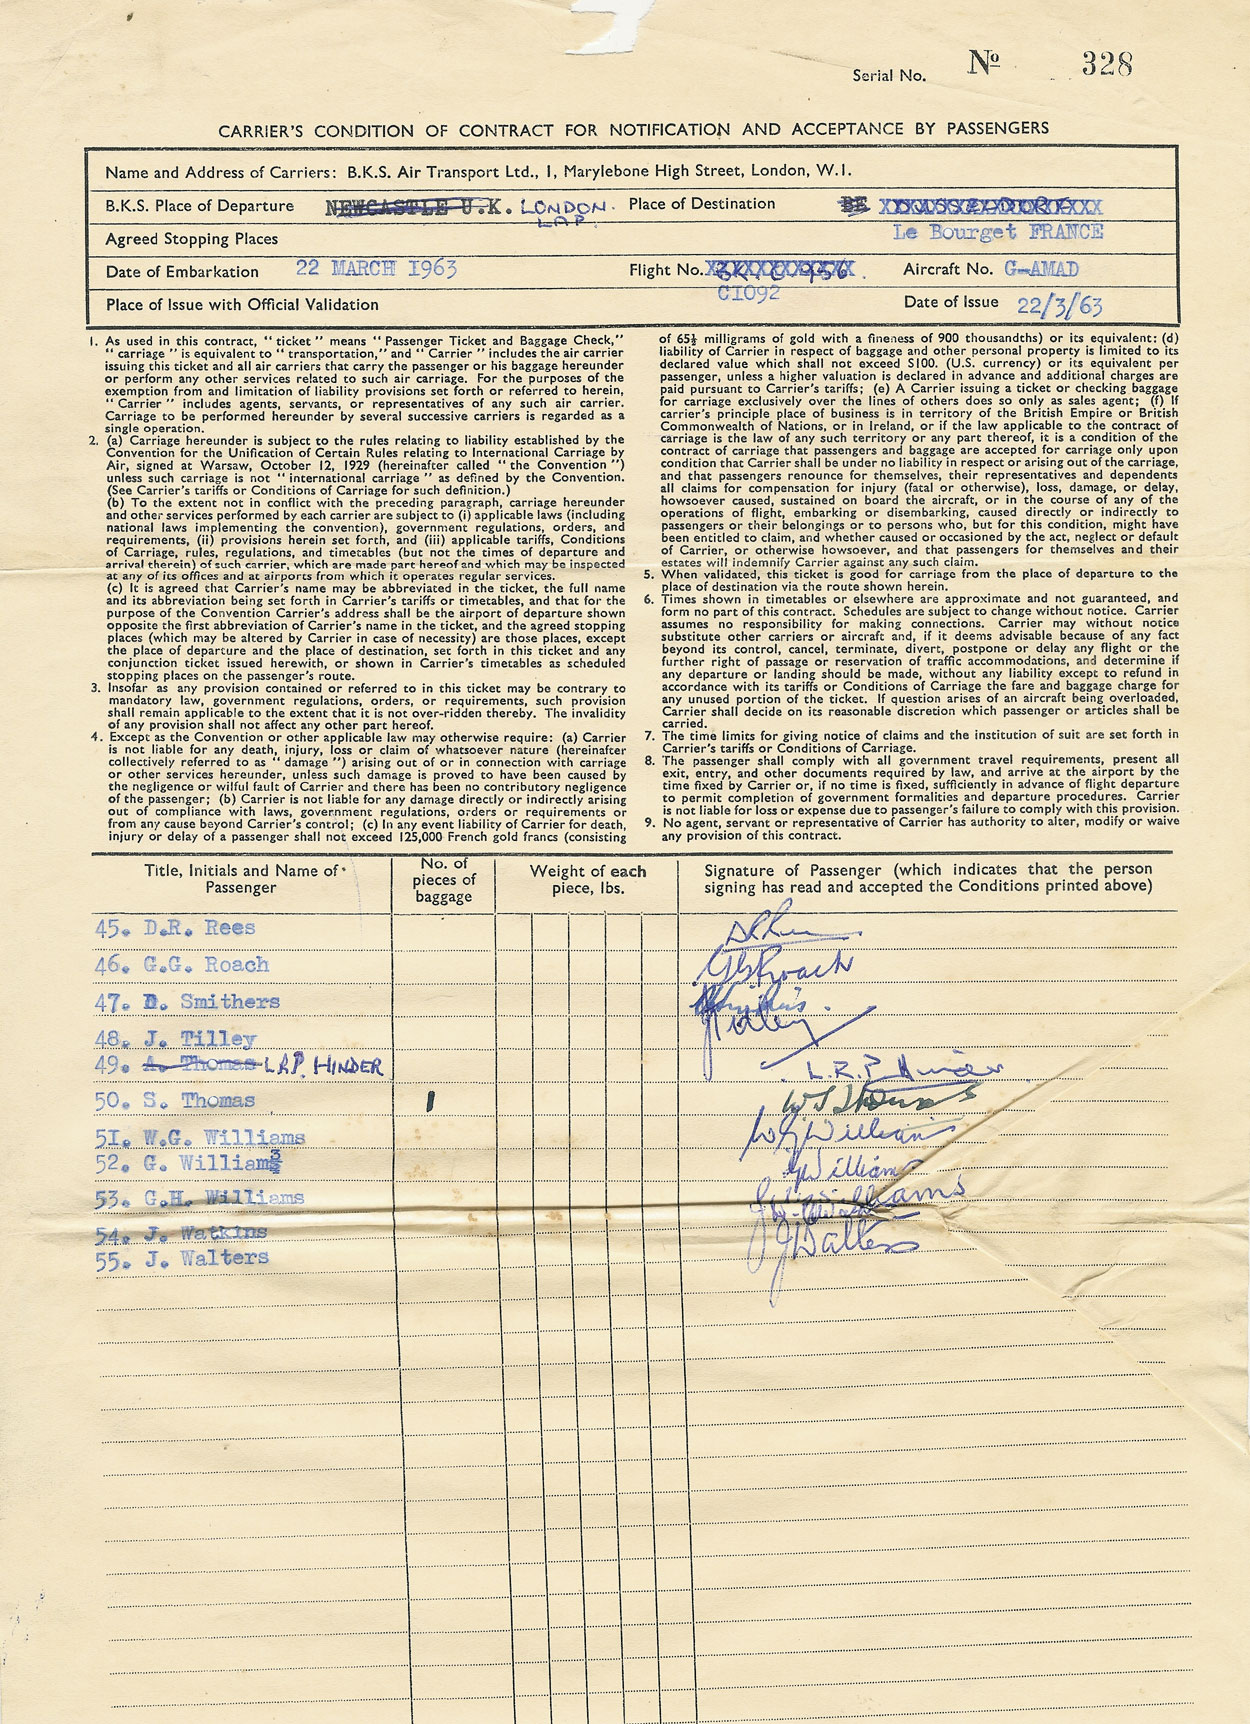 Serial No. Nº 328
CARRIER'S CONDITION OF CONTRACT FOR NOTIFICATION AND ACCEPTANCE BY PASSENGERS
Name and Address of Carriers: B.K.S. Air Transport Ltd., 1, Marylebone High Street, London, W.1.
B.K.S. Place of Departure NEWCASTLE U.K. LONDON Place of Destination BE
LAP
Agreed Stopping Places Le Bourget FRANCE
Date of Embarkation 22 MARCH 1963 Flight No. Aircraft No. G-AMAD
CI092
Place of Issue with Official Validation Date of Issue 22/3/63
1. As used in this contract, "ticket" means "Passenger Ticket and Baggage Check,"
"carriage" is equivalent to "transportation," and "Carrier" includes the air carrier
issuing this ticket and all air carriers that carry the passenger or his baggage hereunder
or perform any other services related to such air carriage. For the purposes of the
exemption from and limitation of liability provisions set forth or referred to herein,
"Carrier" includes agents, servants, or representatives of any such air carrier.
Carriage to be performed hereunder by several successive carriers is regarded as a
single operation.
2. (a) Carriage hereunder is subject to the rules relating to liability established by the
Convention for the Unification of Certain Rules relating to International Carriage by
Air, signed at Warsaw, October 12, 1929 (hereinafter called "the Convention")
unless such carriage is not "international carriage" as defined by the Convention.
(See Carrier's tariffs or Conditions of Carriage for such definition.)
(b) To the extent not in conflict with the preceding paragraph, carriage hereunder
and other services performed by each carrier are subject to (i) applicable laws (including
national laws implementing the convention), government regulations, orders, and
requirements, (ii) provisions herein set forth, and (iii) applicable tariffs, Conditions
of Carriage, rules, regulations, and timetables (but not the times of departure and
arrival therein) of such carrier, which are made part hereof and which may be inspected
at any of its offices and at airports from which it operates regular services.
(c) It is agreed that Carrier's name may be abbreviated in the ticket, the full name
and its abbreviation being set forth in Carrier's tariffs or timetables, and that for the
purpose of the Convention Carrier's address shall be the airport of departure shown
opposite the first abbreviation of Carrier's name in the ticket, and the agreed stopping
places (which may be altered by Carrier in case of necessity) are those places, except
the place of departure and the place of destination, set forth in this ticket and any
conjunction ticket issued herewith, or shown in Carrier's timetables as scheduled
stopping places on the passenger's route.
3. Insofar as any provision contained or referred to in this ticket may be contrary to
mandatory law, government regulations, orders, or requirements, such provision
shall remain applicable to the extent that it is not over-ridden thereby. The invalidity
of any provision shall not affect any other part hereof.
4. Except as the Convention or other applicable law may otherwise require: (a) Carrier
is not liable for any death, injury, loss or claim of whatsoever nature (hereinafter
collectively referred to as "damage") arising out of or in connection with carriage
or other services hereunder, unless such damage is proved to have been caused by
the negligence or wilful fault of Carrier and there has been no contributory negligence
of the passenger; (b) Carrier is not liable for any damage directly or indirectly arising
out of compliance with laws, government regulations, orders or requirements or
from any cause beyond Carrier's control; (c) In any event liability of Carrier for death,
injury or delay of a passenger shall not exceed 125,000 French gold francs (consisting
of 65½ milligrams of gold with a fineness of 900 thousandths) or its equivalent: (d)
liability of Carrier in respect of baggage and other personal property is limited to its
declared value which shall not exceed $100. (U.S. currency) or its equivalent per
passenger, unless a higher valuation is declared in advance and additional charges are
paid pursuant to Carrier's tariffs; (e) A Carrier issuing a ticket or checking baggage
for carriage exclusively over the lines of others does so only as sales agent; (f) If
carrier's principle place of business is in territory of the British Empire or British
Commonwealth of Nations, or in Ireland, or if the law applicable to the contract of
carriage is the law of any such territory or any part thereof, it is a condition of the
contract of carriage that passengers and baggage are accepted for carriage only upon
condition that Carrier shall be under no liability in respect or arising out of the carriage,
and that passengers renounce for themselves, their representatives and dependents
all claims for compensation for injury (fatal or otherwise), loss, damage, or delay,
howsoever caused, sustained on board the aircraft, or in the course of any of the
operations of flight, embarking or disembarking, caused directly or indirectly to
passengers or their belongings or to persons who, but for this condition, might have
been entitled to claim, and whether caused or occasioned by the act, neglect or default
of Carrier, or otherwise howsoever, and that passengers for themselves and their
estates will indemnify Carrier against any such claim.
5. When validated, this ticket is good for carriage from the place of departure to the
place of destination via the route shown herein.
6. Times shown in timetables or elsewhere are approximate and not guaranteed, and
form no part of this contract. Schedules are subject to change without notice. Carrier
assumes no responsibility for making connections. Carrier may without notice
substitute other carriers or aircraft and, if it deems advisable because of any fact
beyond its control, cancel, terminate, divert, postpone or delay any flight or the
further right of passage or reservation of traffic accommodations, and determine if
any departure or landing should be made, without any liability except to refund in
accordance with its tariffs or Conditions of Carriage the fare and baggage charge for
any unused portion of the ticket. If question arises of an aircraft being overloaded,
Carrier shall decide on its reasonable discretion which passenger or articles shall be
carried.
7. The time limits for giving notice of claims and the institution of suit are set forth in
Carrier's tariffs or Conditions of Carriage.
8. The passenger shall comply with all government travel requirements, present all
exit, entry, and other documents required by law, and arrive at the airport by the
time fixed by Carrier or, if no time is fixed, sufficiently in advance of flight departure
to permit completion of government formalities and departure procedures. Carrier
is not liable for loss or expense due to passenger's failure to comply with this provision.
9. No agent, servant or representative of Carrier has authority to alter, modify or waive
any provision of this contract.
Title, Initials and Name of Passenger
No. of pieces of baggage
Weight of each piece, lbs.
Signature of Passenger (which indicates that the person
signing has read and accepted the Conditions printed above)
45. D.R. Rees
46. G.G. Roach GG Roach
47. D. Smithers
48. J. Tilley J Tilley
49. A. Thomas L.R.P. HINDER L.R.P. Hinder
50. S. Thomas 1 W S Thomas
51. W.G. Williams W G Williams
52. G. Williams G Williams
53. G.H. Williams Williams
54. J. Watkins
55. J. Walters J Walters